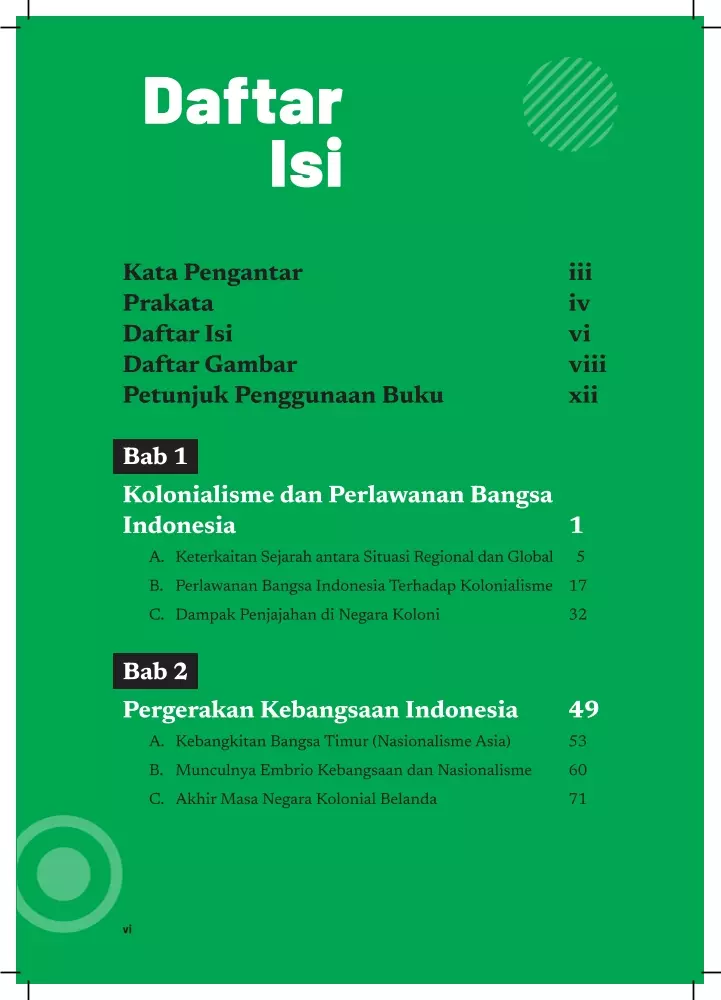 Daftar
Isi
Kata Pengantar iii
Prakata iv
Daftar Isi vi
Daftar Gambar viii
Petunjuk Penggunaan Buku xii
Bab 1
Kolonialisme dan Perlawanan Bangsa
Indonesia 1
A. Keterkaitan Sejarah antara Situasi Regional dan Global 5
B. Perlawanan Bangsa Indonesia Terhadap Kolonialisme 17
C. Dampak Penjajahan di Negara Koloni 32
Bab 2
Pergerakan Kebangsaan Indonesia 49
A. Kebangkitan Bangsa Timur (Nasionalisme Asia) 53
B. Munculnya Embrio Kebangsaan dan Nasionalisme 60
C. Akhir Masa Negara Kolonial Belanda 71
vi